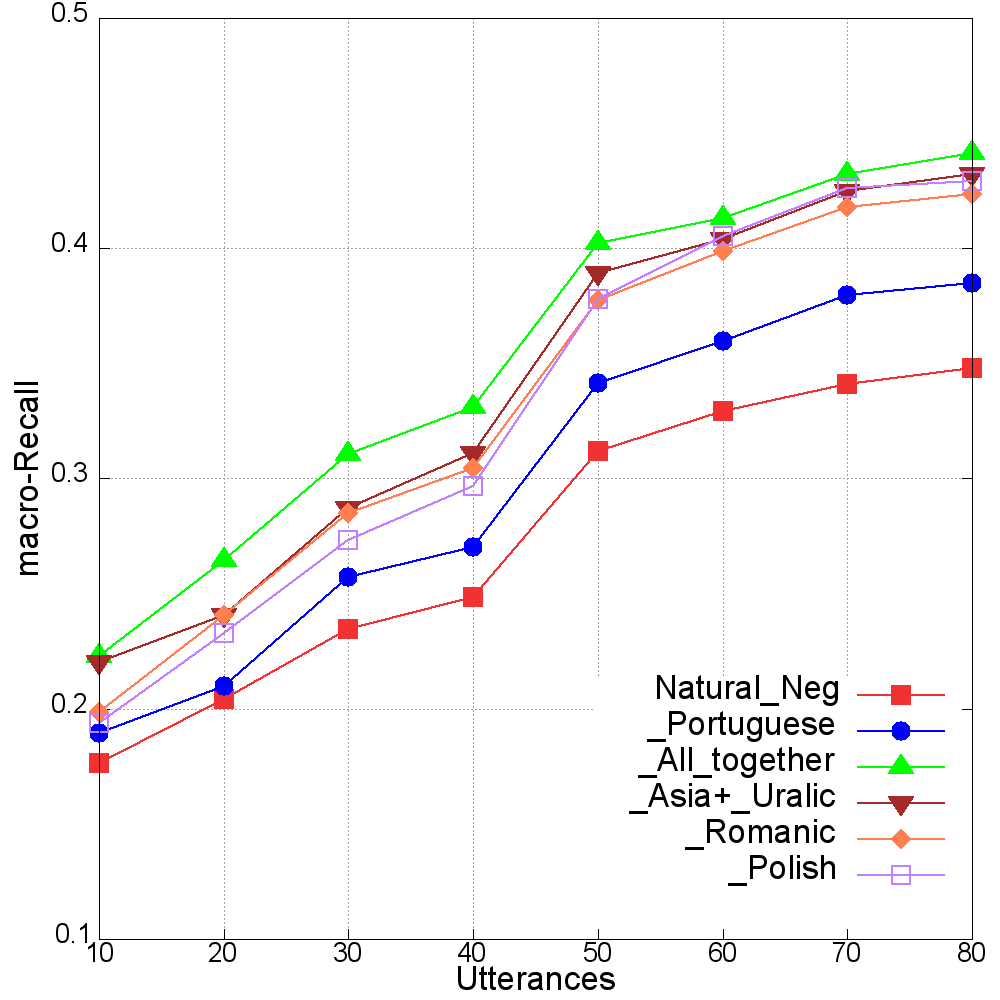 0.5
0.4
0.3
0.2
0.1
macro-Recall
Natural_Neg
_Portuguese
_All_together
_Asia+_Uralic
_Romanic
_Polish
10 20 30 40 50 60 70 80
Utterances